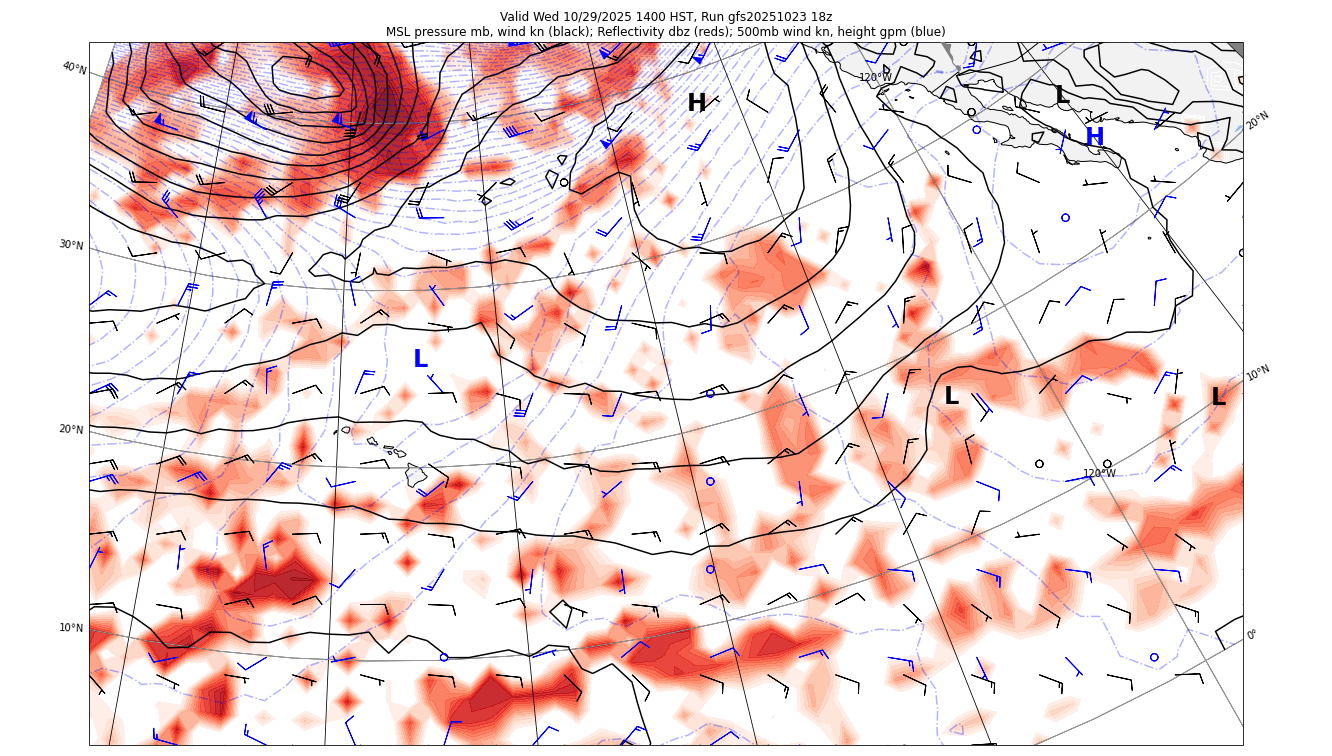 Valid Wed 10/29/2025 1400 HST, Run gfs20251023 18z
MSL pressure mb, wind kn (black); Reflectivity dbz (reds); 500mb wind kn, height gpm (blue)
40°N
120°W
H
L
20°N
H
30°N
L
10°N
L
L
20°N
120°W
10°N
0°